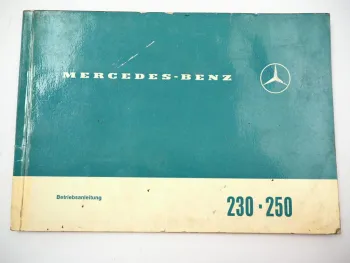 MERCEDES-BENZ
Betriebsanleitung
230 · 250